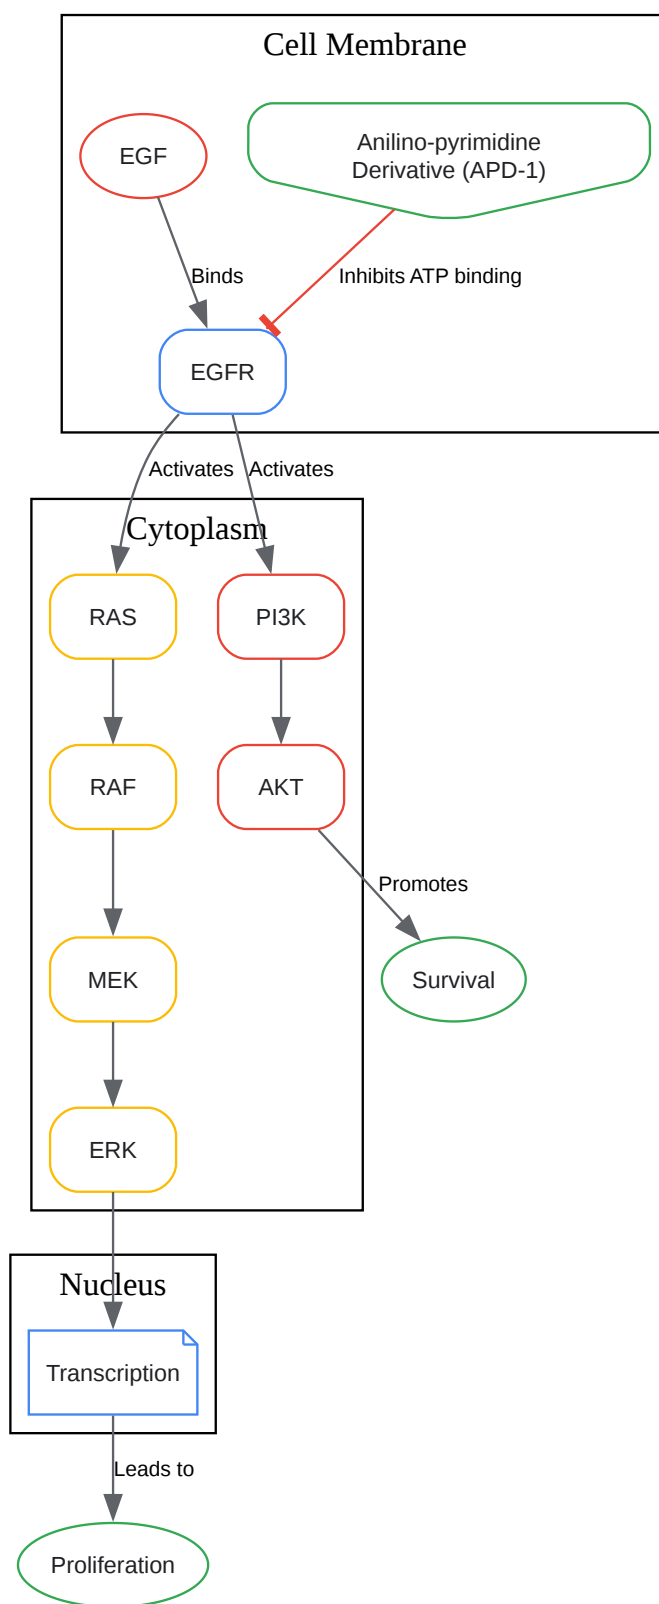 Cell Membrane
EGF
Anilino-pyrimidine
Derivative (APD-1)
Binds
Inhibits ATP binding
EGFR
Activates
Activates
Cytoplasm
RAS
PI3K
RAF
AKT
Promotes
MEK
Survival
ERK
Nucleus
Transcription
Leads to
Proliferation